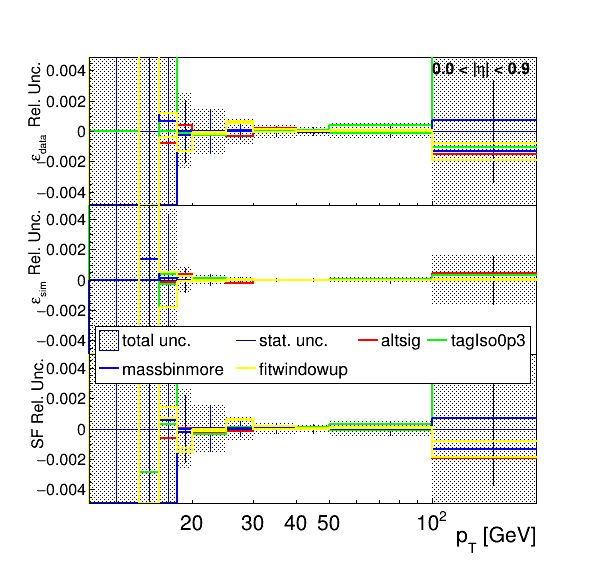 0.0 < |η| < 0.9
ε_data Rel. Unc.
0.004
0.002
0
−0.002
−0.004
ε_sim Rel. Unc.
0.004
0.002
0
−0.002
−0.004
total unc. stat. unc. altsig tagIso0p3
massbinmore fitwindowup
SF Rel. Unc.
0.004
0.002
0
−0.002
−0.004
20 30 40 50 10²
p_T [GeV]